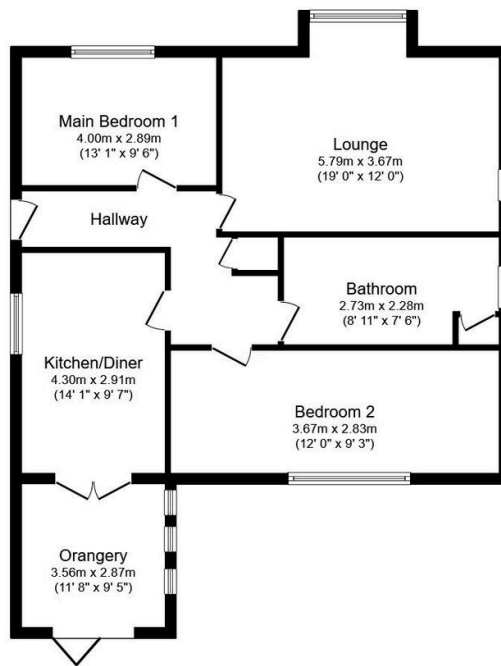 Main Bedroom 1
4.00m x 2.89m
(13' 1" x 9' 6")
Lounge
5.79m x 3.67m
(19' 0" x 12' 0")
Hallway
Bathroom
2.73m x 2.28m
(8' 11" x 7' 6")
Kitchen/Diner
4.30m x 2.91m
(14' 1" x 9' 7")
Bedroom 2
3.67m x 2.83m
(12' 0" x 9' 3")
Orangery
3.56m x 2.87m
(11' 8" x 9' 5")